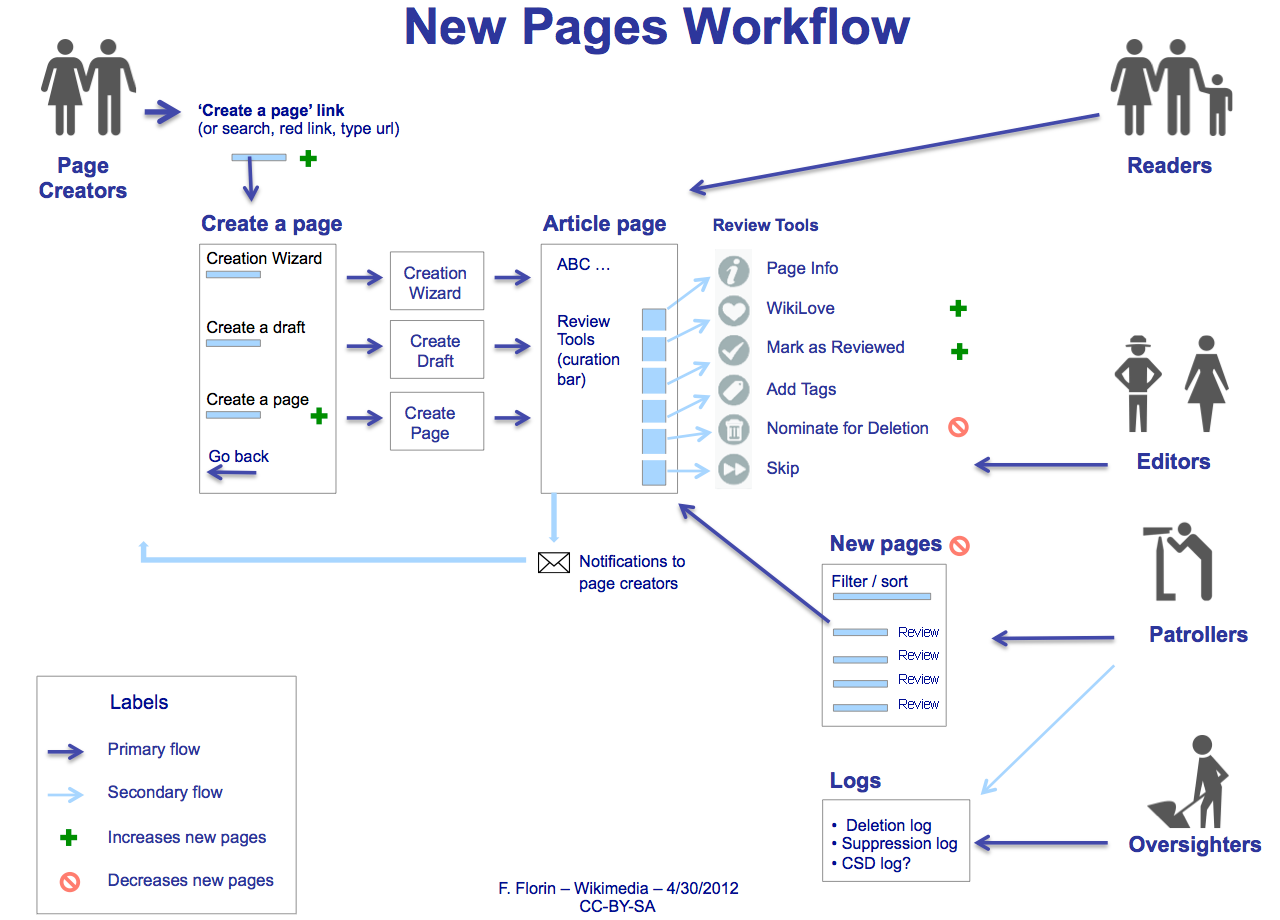 New Pages Workflow
Page
Creators
‘Create a page’ link
(or search, red link, type url)
Readers
Create a page
Creation Wizard
Create a draft
Create a page
Go back
Creation
Wizard
Create
Draft
Create
Page
Article page
ABC …
Review
Tools
(curation
bar)
Review Tools
Page Info
WikiLove
Mark as Reviewed
Add Tags
Nominate for Deletion
Skip
Editors
Notifications to
page creators
New pages
Filter / sort
Review
Review
Review
Review
Patrollers
Logs
• Deletion log
• Suppression log
• CSD log?
Oversighters
Labels
Primary flow
Secondary flow
Increases new pages
Decreases new pages
F. Florin – Wikimedia – 4/30/2012
CC-BY-SA